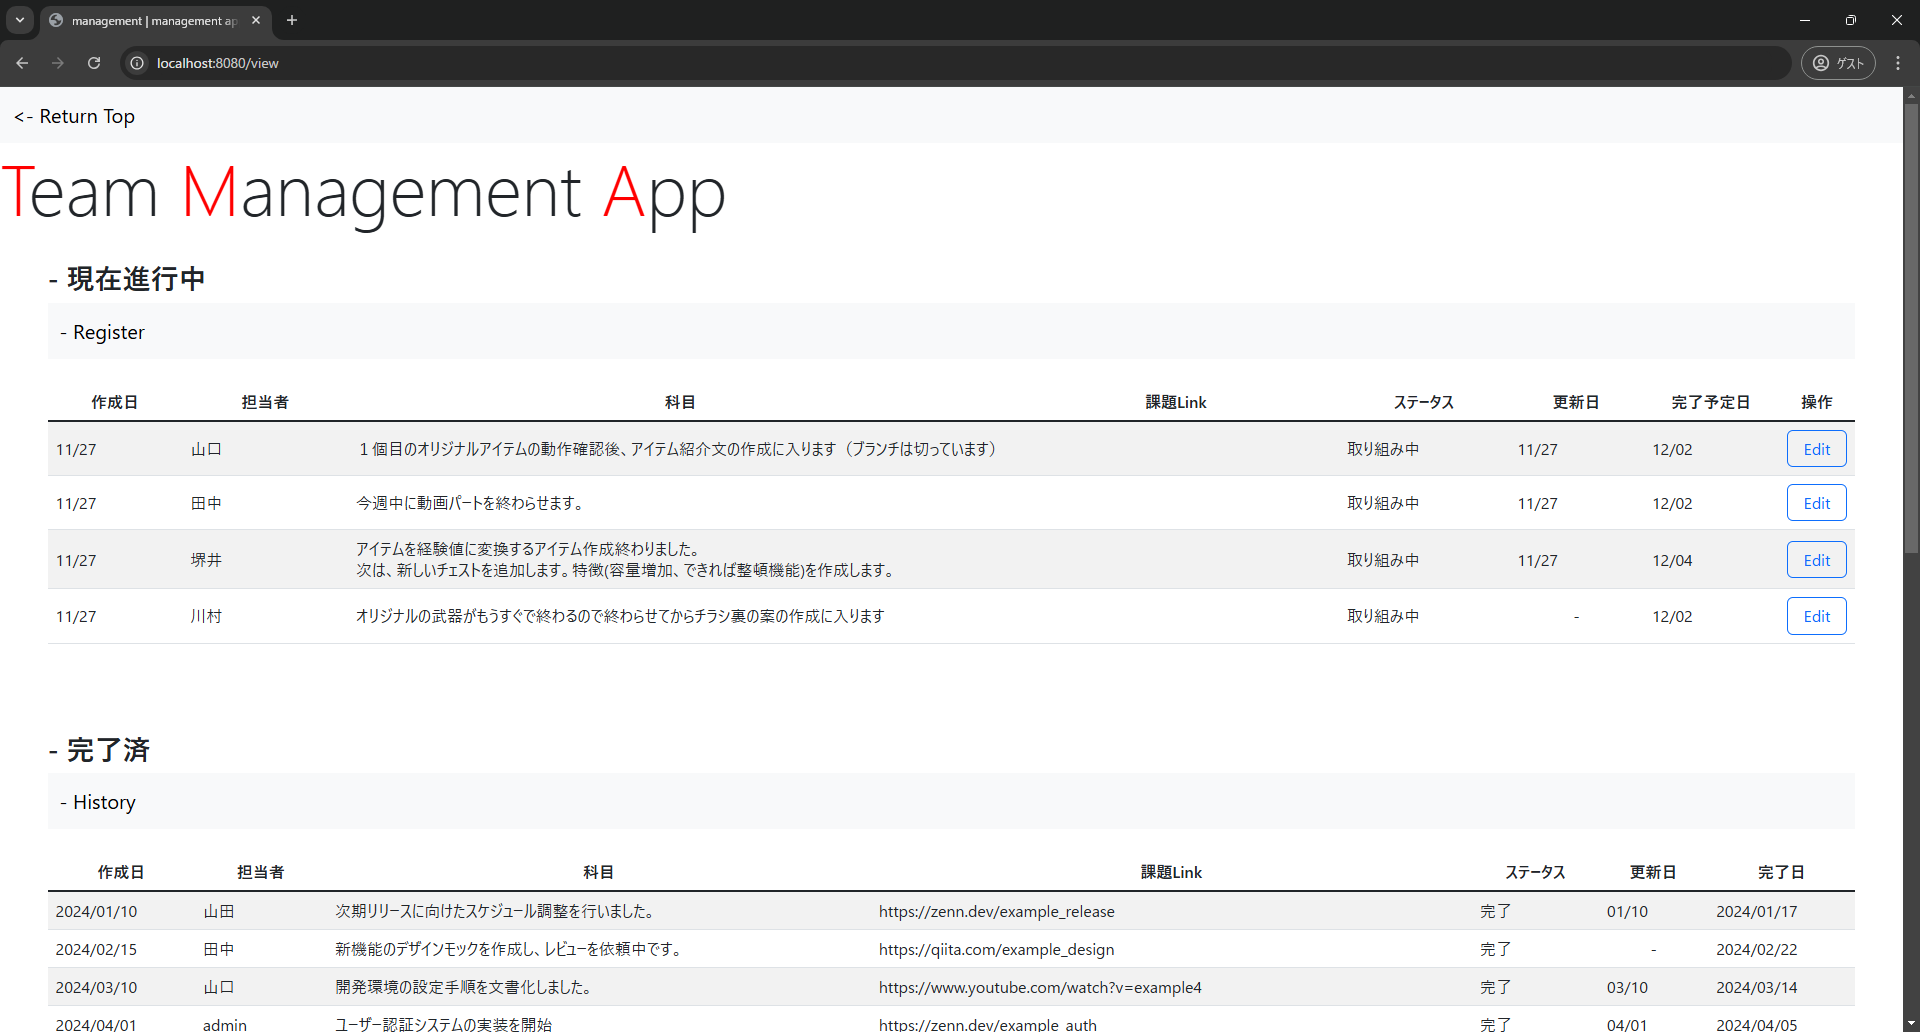 management | management ap
localhost:8080/view
ゲスト
<- Return Top
Team Management App
- 現在進行中
- Register
作成日 担当者 科目 課題Link ステータス 更新日 完了予定日 操作
11/27 山口 １個目のオリジナルアイテムの動作確認後、アイテム紹介文の作成に入ります（ブランチは切っています） 取り組み中 11/27 12/02 Edit
11/27 田中 今週中に動画パートを終わらせます。 取り組み中 11/27 12/02 Edit
アイテムを経験値に変換するアイテム作成終わりました。
11/27 堺井 次は、新しいチェストを追加します。特徴(容量増加、できれば整頓機能)を作成します。 取り組み中 11/27 12/04 Edit
11/27 川村 オリジナルの武器がもうすぐで終わるので終わらせてからチラシ裏の案の作成に入ります 取り組み中 - 12/02 Edit
- 完了済
- History
作成日 担当者 科目 課題Link ステータス 更新日 完了日
2024/01/10 山田 次期リリースに向けたスケジュール調整を行いました。 https://zenn.dev/example_release 完了 01/10 2024/01/17
2024/02/15 田中 新機能のデザインモックを作成し、レビューを依頼中です。 https://qiita.com/example_design 完了 - 2024/02/22
2024/03/10 山口 開発環境の設定手順を文書化しました。 https://www.youtube.com/watch?v=example4 完了 03/10 2024/03/14
2024/04/01 admin ユーザー認証システムの実装を開始 https://zenn.dev/example_auth 完了 04/01 2024/04/05